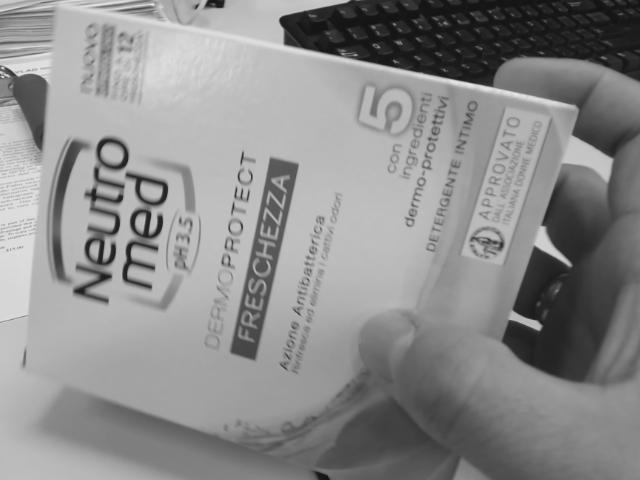 nuovo
12
Neutro
med
pH 3.5
DERMOPROTECT
FRESCHEZZA
Azione Antibatterica
rinfresca ed elimina i cattivi odori
5
con
ingredienti
dermo-protettivi
DETERGENTE INTIMO
APPROVATO
DALL'ASSOCIAZIONE
ITALIANA DONNE MEDICO